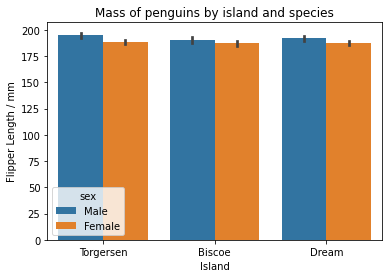 Mass of penguins by island and species
Flipper Length / mm
200
175
150
125
100
75
50
25
0
sex
Male
Female
Torgersen
Biscoe
Dream
Island